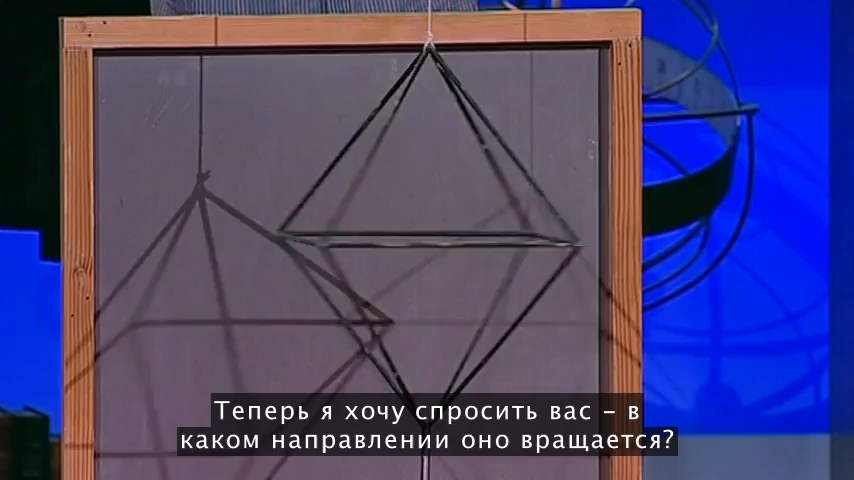 Теперь я хочу спросить вас – в
каком направлении оно вращается?